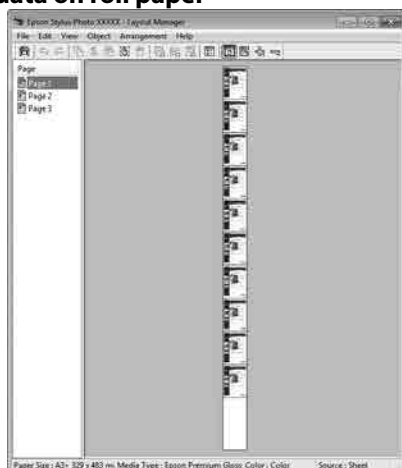 data on roll paper
Epson Stylus Photo XXXXX - Layout Manager
File Edit View Object Arrangement Help
Page
Page 1
Page 2
Page 3
Paper Size : A3+ 329 x 483 mm Media Type : Epson Premium Gloss Color : Color Source : Sheet